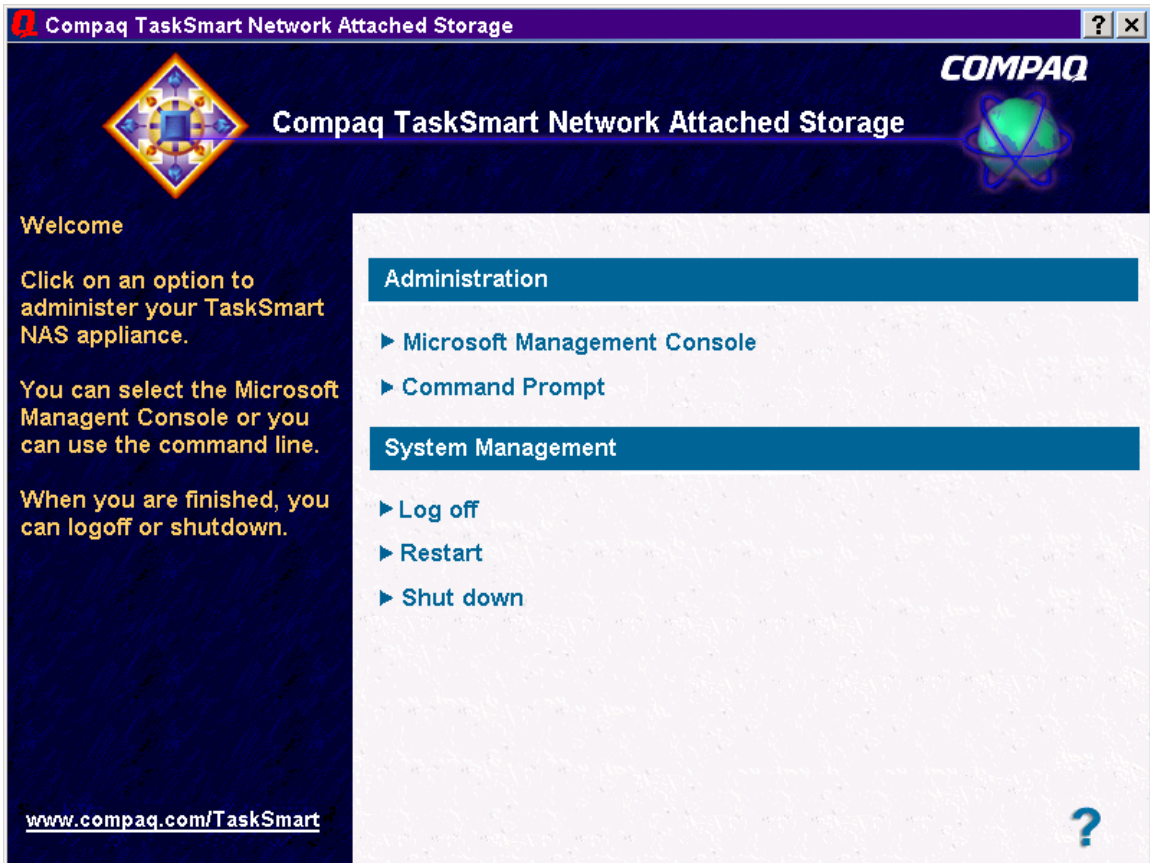 Compaq TaskSmart Network Attached Storage
? ×
COMPAQ
Compaq TaskSmart Network Attached Storage
Welcome
Click on an option to
administer your TaskSmart
NAS appliance.
You can select the Microsoft
Managent Console or you
can use the command line.
When you are finished, you
can logoff or shutdown.
www.compaq.com/TaskSmart
Administration
Microsoft Management Console
Command Prompt
System Management
Log off
Restart
Shut down
?